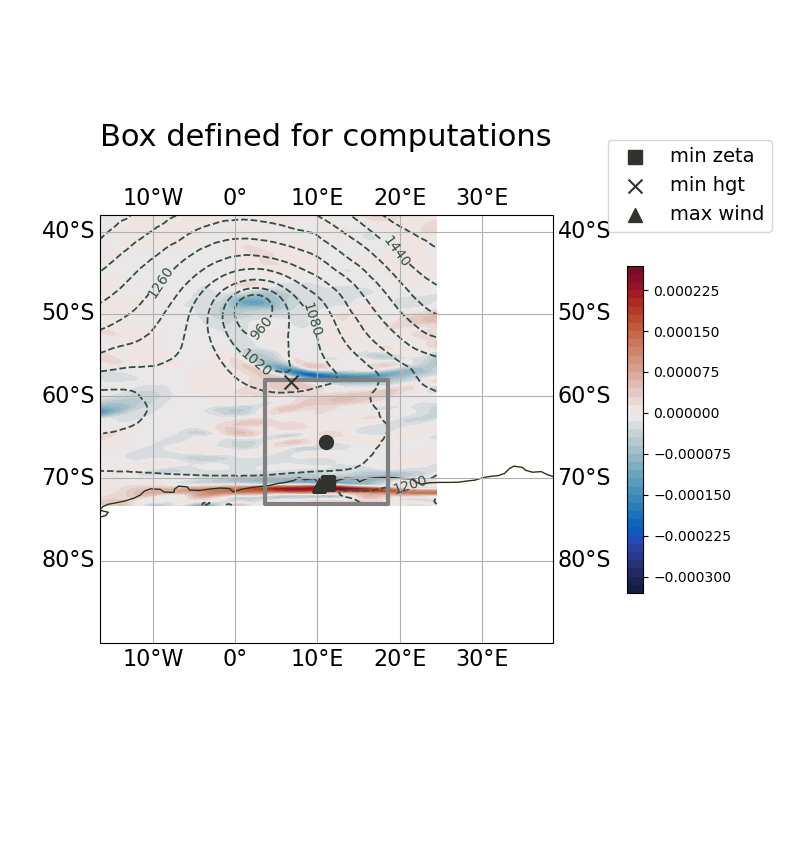 Box defined for computations
min zeta
min hgt
max wind
10°W 0° 10°E 20°E 30°E
40°S 40°S
50°S 50°S
60°S 60°S
70°S 70°S
80°S 80°S
10°W 0° 10°E 20°E 30°E
1260
1440
960
1080
1020
1200
0.000225
0.000150
0.000075
0.000000
−0.000075
−0.000150
−0.000225
−0.000300